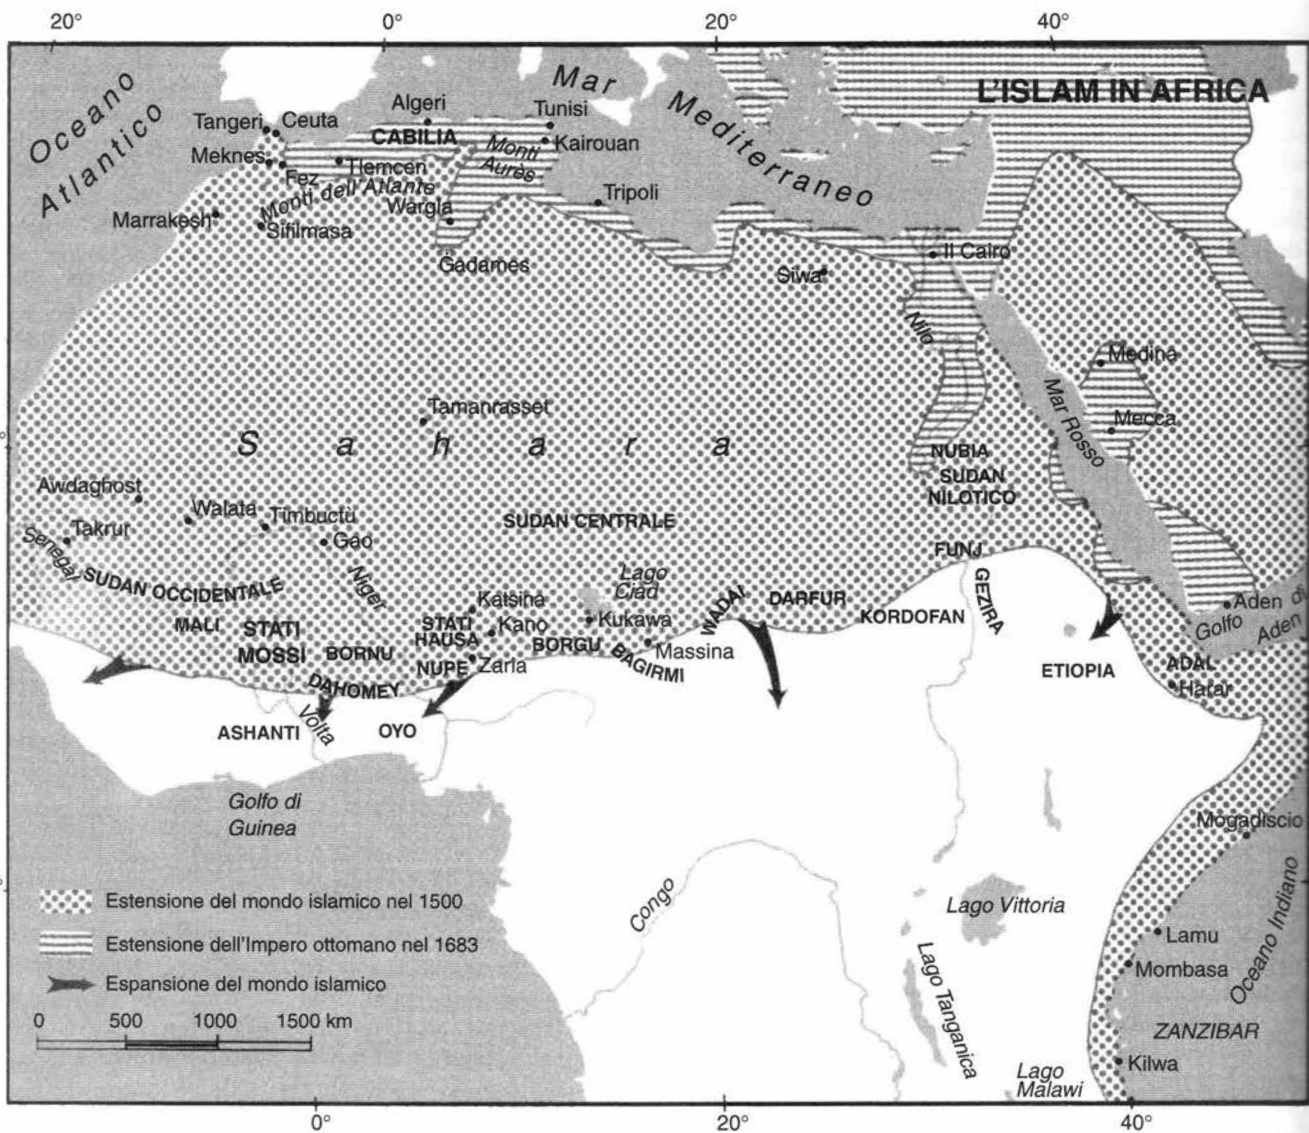 20° 0° 20° 40°
L'ISLAM IN AFRICA
Oceano
Atlantico
Mar
Mediterraneo
Algeri
Tunisi
Tangeri
Ceuta
CABILIA
Kairouan
Monti
Aurès
Meknes
Fez
Tlemcen
Monti dell'Atlante
Wargla
Tripoli
Marrakesh
Sifilmasa
Gadames
Siwa
Il Cairo
Nilo
Medina
Mar Rosso
Mecca
Tamanrasset
Sahara
NUBIA
SUDAN
NILOTICO
Awdaghost
Walata
Timbuctù
Takrur
Gao
SUDAN CENTRALE
Senegal
FUNJ
SUDAN OCCIDENTALE
Niger
Lago
Ciad
GEZIRA
Katsina
WADAI
DARFUR
KORDOFAN
Aden
Golfo di
Aden
MALI
STATI
MOSSI
STATI
HAUSA
Kano
Kukawa
BORNU
BORGU
Massina
NUPE
Zaria
BAGIRMI
ETIOPIA
ADAL
Harar
DAHOMEY
Volta
ASHANTI
OYO
Golfo di
Guinea
Mogadiscio
Congo
Lago Vittoria
Oceano Indiano
Lamu
Mombasa
Lago Tanganica
ZANZIBAR
Kilwa
Lago
Malawi
Estensione del mondo islamico nel 1500
Estensione dell'Impero ottomano nel 1683
Espansione del mondo islamico
0 500 1000 1500 km
0° 20° 40°